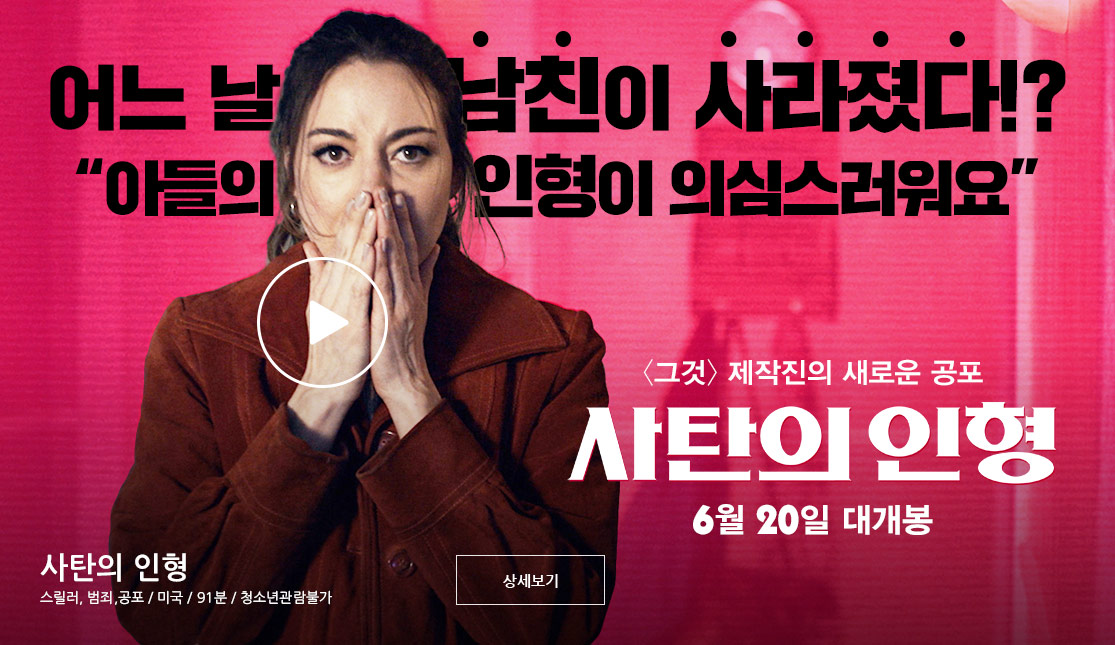 어느 날 남친이 사라졌다!?
“아들의 인형이 의심스러워요”
<그것> 제작진의 새로운 공포
사탄의 인형
6월 20일 대개봉
사탄의 인형
스릴러, 범죄,공포 / 미국 / 91분 / 청소년관람불가
상세보기